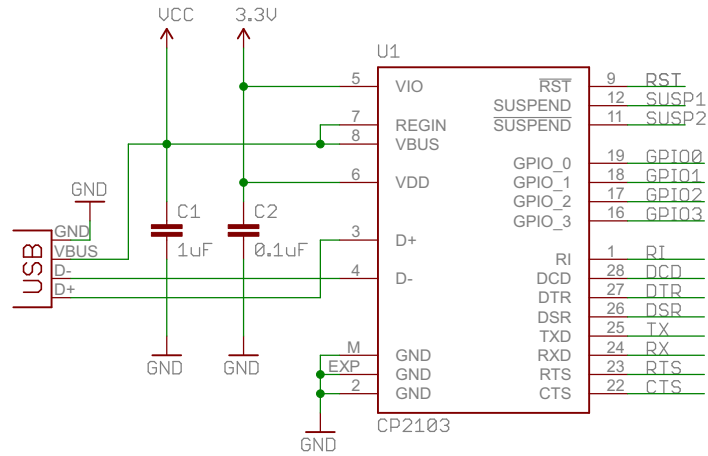 VCC
3.3V
U1
5 VIO
7 REGIN
8 VBUS
6 VDD
3 D+
4 D-
M GND
EXP GND
2 GND
RST 9 RST
SUSPEND 12 SUSP1
SUSPEND 11 SUSP2
GPIO_0 19 GPIO0
GPIO_1 18 GPIO1
GPIO_2 17 GPIO2
GPIO_3 16 GPIO3
RI 1 RI
DCD 28 DCD
DTR 27 DTR
DSR 26 DSR
TXD 25 TX
RXD 24 RX
RTS 23 RTS
CTS 22 CTS
CP2103
GND
USB
GND
VBUS
D-
D+
C1
1uF
C2
0.1uF
GND
GND
GND